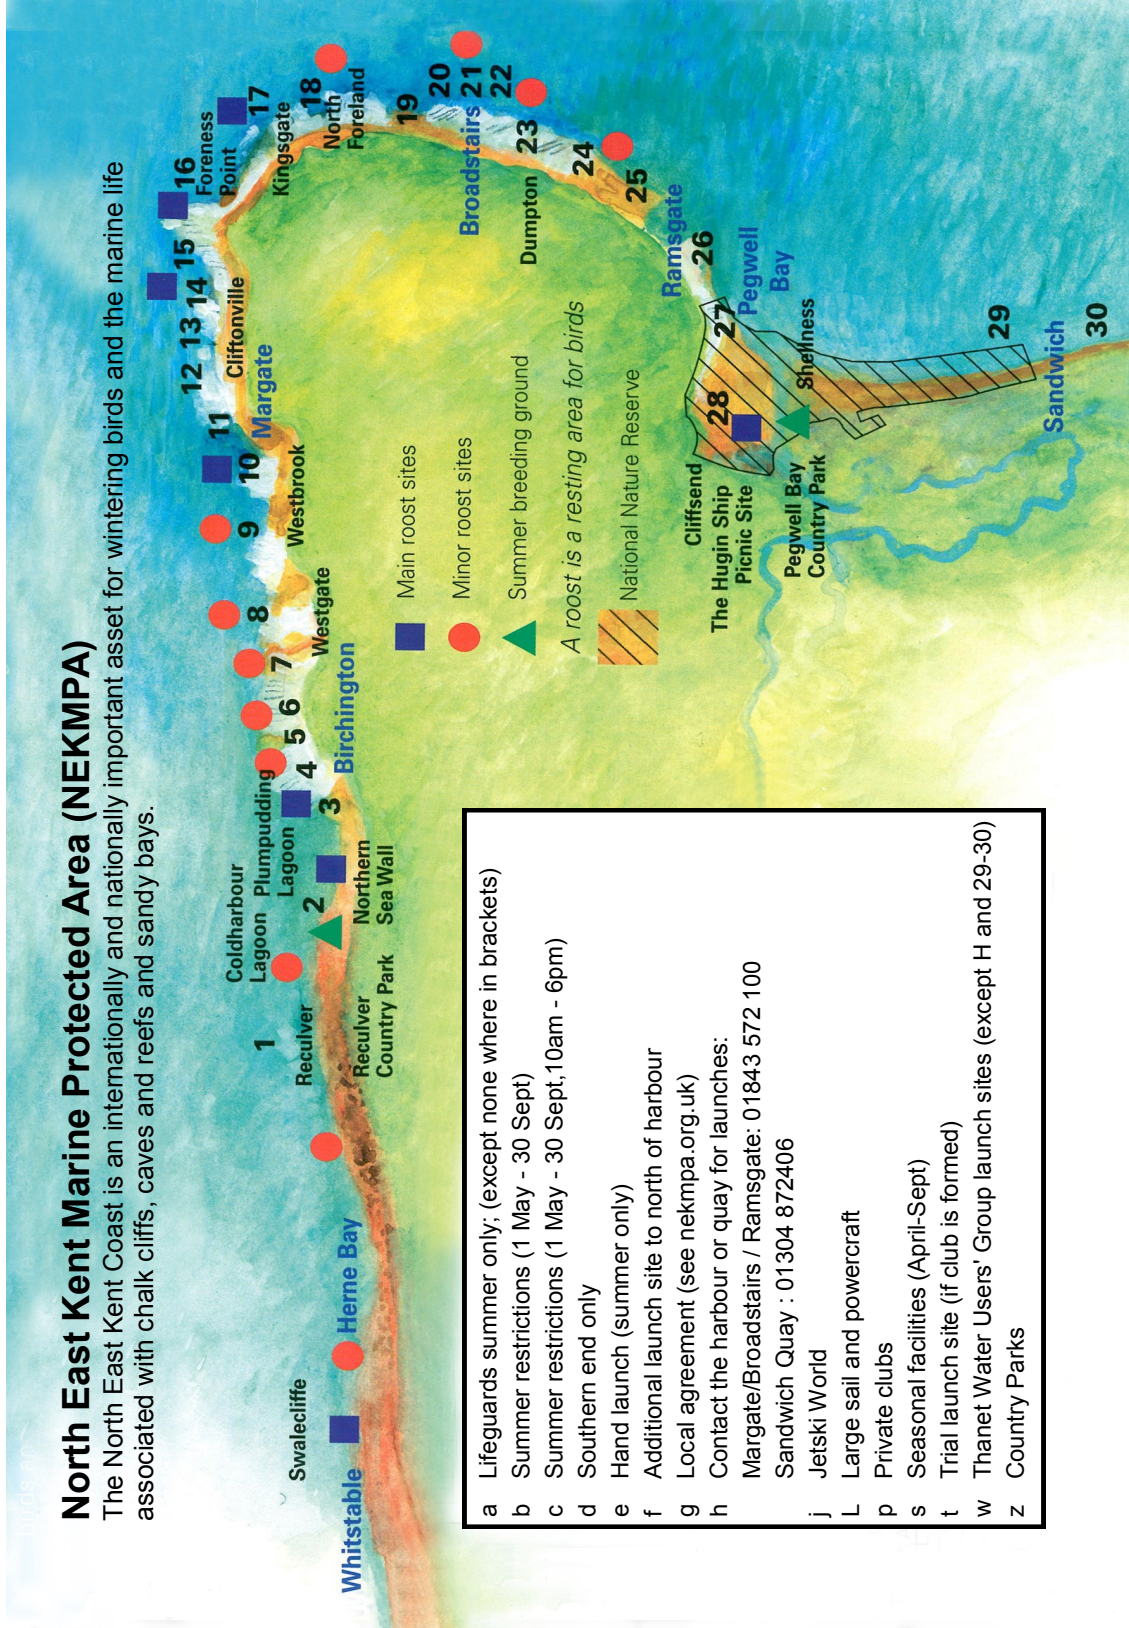 North East Kent Marine Protected Area (NEKMPA)
The North East Kent Coast is an internationally and nationally important asset for wintering birds and the marine life
associated with chalk cliffs, caves and reefs and sandy bays.
Whitstable
Swalecliffe
Herne Bay
Reculver
1
Reculver
Country Park
Coldharbour
Lagoon
2
Northern
Sea Wall
Plumpudding
Lagoon
3
4
5
6
Birchington
7
Westgate
8
9
Westbrook
10
11
Margate
Cliftonville
12
13
14
15
16
Foreness
Point
17
Kingsgate
18
North
Foreland
19
20
21
22
Broadstairs
23
Dumpton
24
25
Ramsgate
26
Pegwell
Bay
27
28
Shellness
Cliffsend
The Hugin Ship
Picnic Site
Pegwell Bay
Country Park
29
Sandwich
30
Main roost sites
Minor roost sites
Summer breeding ground
A roost is a resting area for birds
National Nature Reserve
a Lifeguards summer only; (except none where in brackets)
b Summer restrictions (1 May - 30 Sept)
c Summer restrictions (1 May - 30 Sept,10am - 6pm)
d Southern end only
e Hand launch (summer only)
f Additional launch site to north of harbour
g Local agreement (see nekmpa.org.uk)
h Contact the harbour or quay for launches:
Margate/Broadstairs / Ramsgate: 01843 572 100
Sandwich Quay : 01304 872406
j Jetski World
L Large sail and powercraft
p Private clubs
s Seasonal facilities (April-Sept)
t Trial launch site (if club is formed)
w Thanet Water Users' Group launch sites (except H and 29-30)
z Country Parks